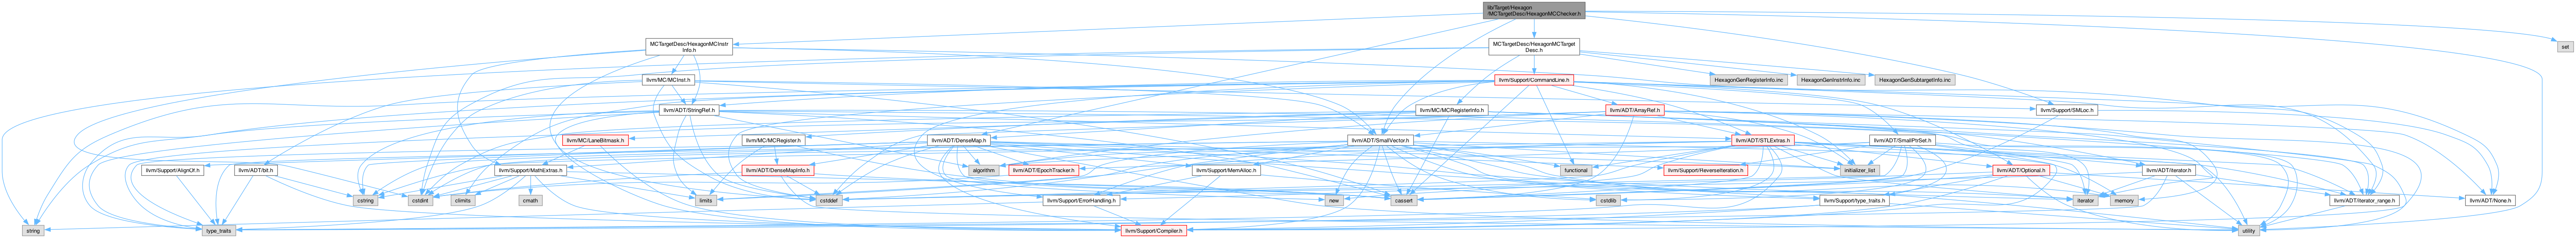 lib/Target/Hexagon
/MCTargetDesc/HexagonMCChecker.h
MCTargetDesc/HexagonMCInstr
Info.h
MCTargetDesc/HexagonMCTarget
Desc.h
set
llvm/MC/MCInst.h
llvm/Support/CommandLine.h
HexagonGenRegisterInfo.inc
HexagonGenInstrInfo.inc
HexagonGenSubtargetInfo.inc
llvm/ADT/StringRef.h
llvm/MC/MCRegisterInfo.h
llvm/ADT/ArrayRef.h
llvm/Support/SMLoc.h
llvm/MC/LaneBitmask.h
llvm/MC/MCRegister.h
llvm/ADT/DenseMap.h
llvm/ADT/SmallVector.h
llvm/ADT/STLExtras.h
llvm/ADT/SmallPtrSet.h
llvm/Support/AlignOf.h
llvm/ADT/bit.h
llvm/Support/MathExtras.h
llvm/ADT/DenseMapInfo.h
algorithm
llvm/ADT/EpochTracker.h
llvm/Support/MemAlloc.h
functional
llvm/Support/ReverseIteration.h
initializer_list
llvm/ADT/Optional.h
llvm/ADT/iterator.h
cstring
cstdint
climits
cmath
limits
cstddef
llvm/Support/ErrorHandling.h
new
cassert
cstdlib
llvm/Support/type_traits.h
iterator
memory
llvm/ADT/iterator_range.h
llvm/ADT/None.h
string
type_traits
llvm/Support/Compiler.h
utility